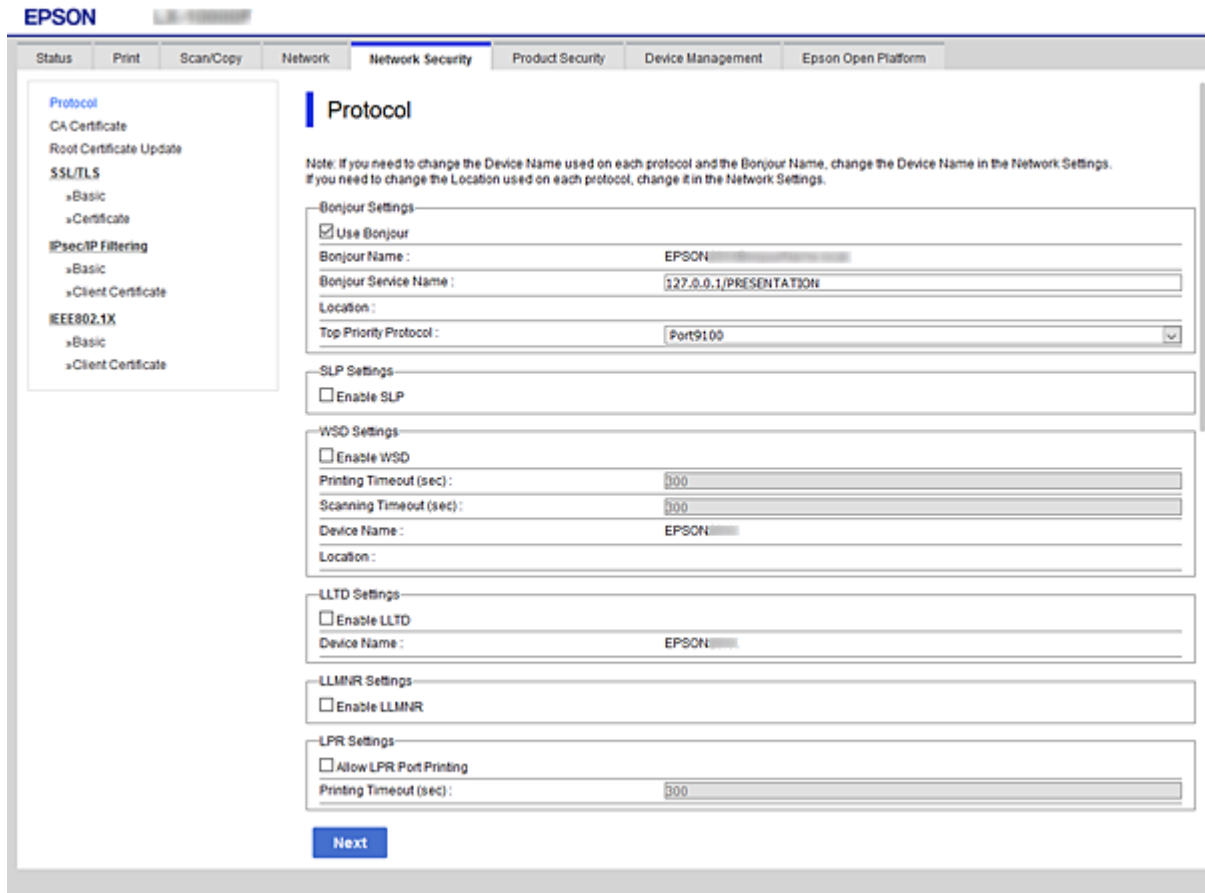 EPSON
Status Print Scan/Copy Network Network Security Product Security Device Management Epson Open Platform
Protocol
CA Certificate
Root Certificate Update
SSL/TLS
»Basic
»Certificate
IPsec/IP Filtering
»Basic
»Client Certificate
IEEE802.1X
»Basic
»Client Certificate
Protocol
Note: If you need to change the Device Name used on each protocol and the Bonjour Name, change the Device Name in the Network Settings.
If you need to change the Location used on each protocol, change it in the Network Settings.
Bonjour Settings
Use Bonjour
Bonjour Name : EPSON
Bonjour Service Name : 127.0.0.1/PRESENTATION
Location :
Top Priority Protocol : Port9100
SLP Settings
Enable SLP
WSD Settings
Enable WSD
Printing Timeout (sec) : 300
Scanning Timeout (sec) : 300
Device Name : EPSON
Location :
LLTD Settings
Enable LLTD
Device Name : EPSON
LLMNR Settings
Enable LLMNR
LPR Settings
Allow LPR Port Printing
Printing Timeout (sec) : 300
Next